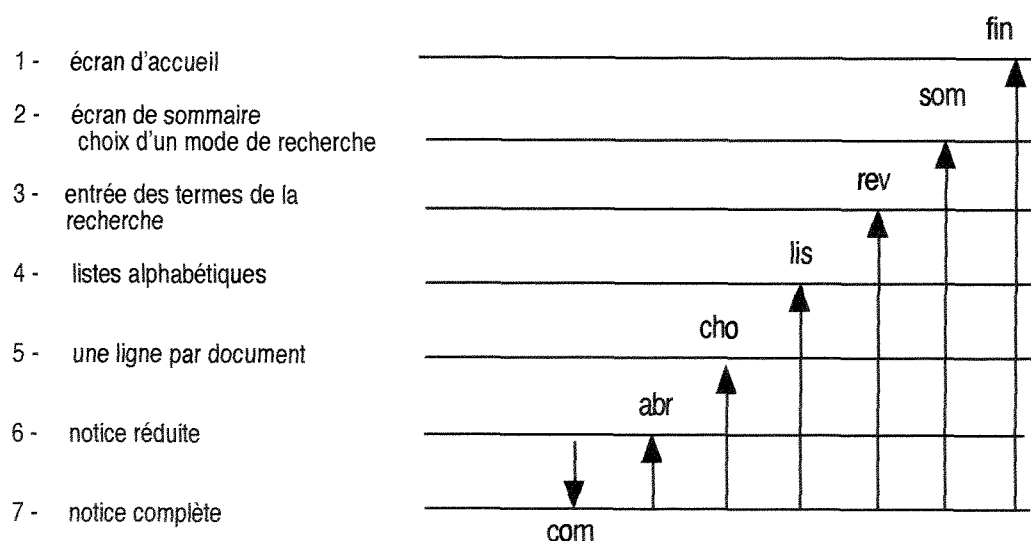 fin
1 - écran d'accueil
som
2 - écran de sommaire
choix d'un mode de recherche
rev
3 - entrée des termes de la
recherche
lis
4 - listes alphabétiques
cho
5 - une ligne par document
abr
6 - notice réduite
7 - notice complète
com